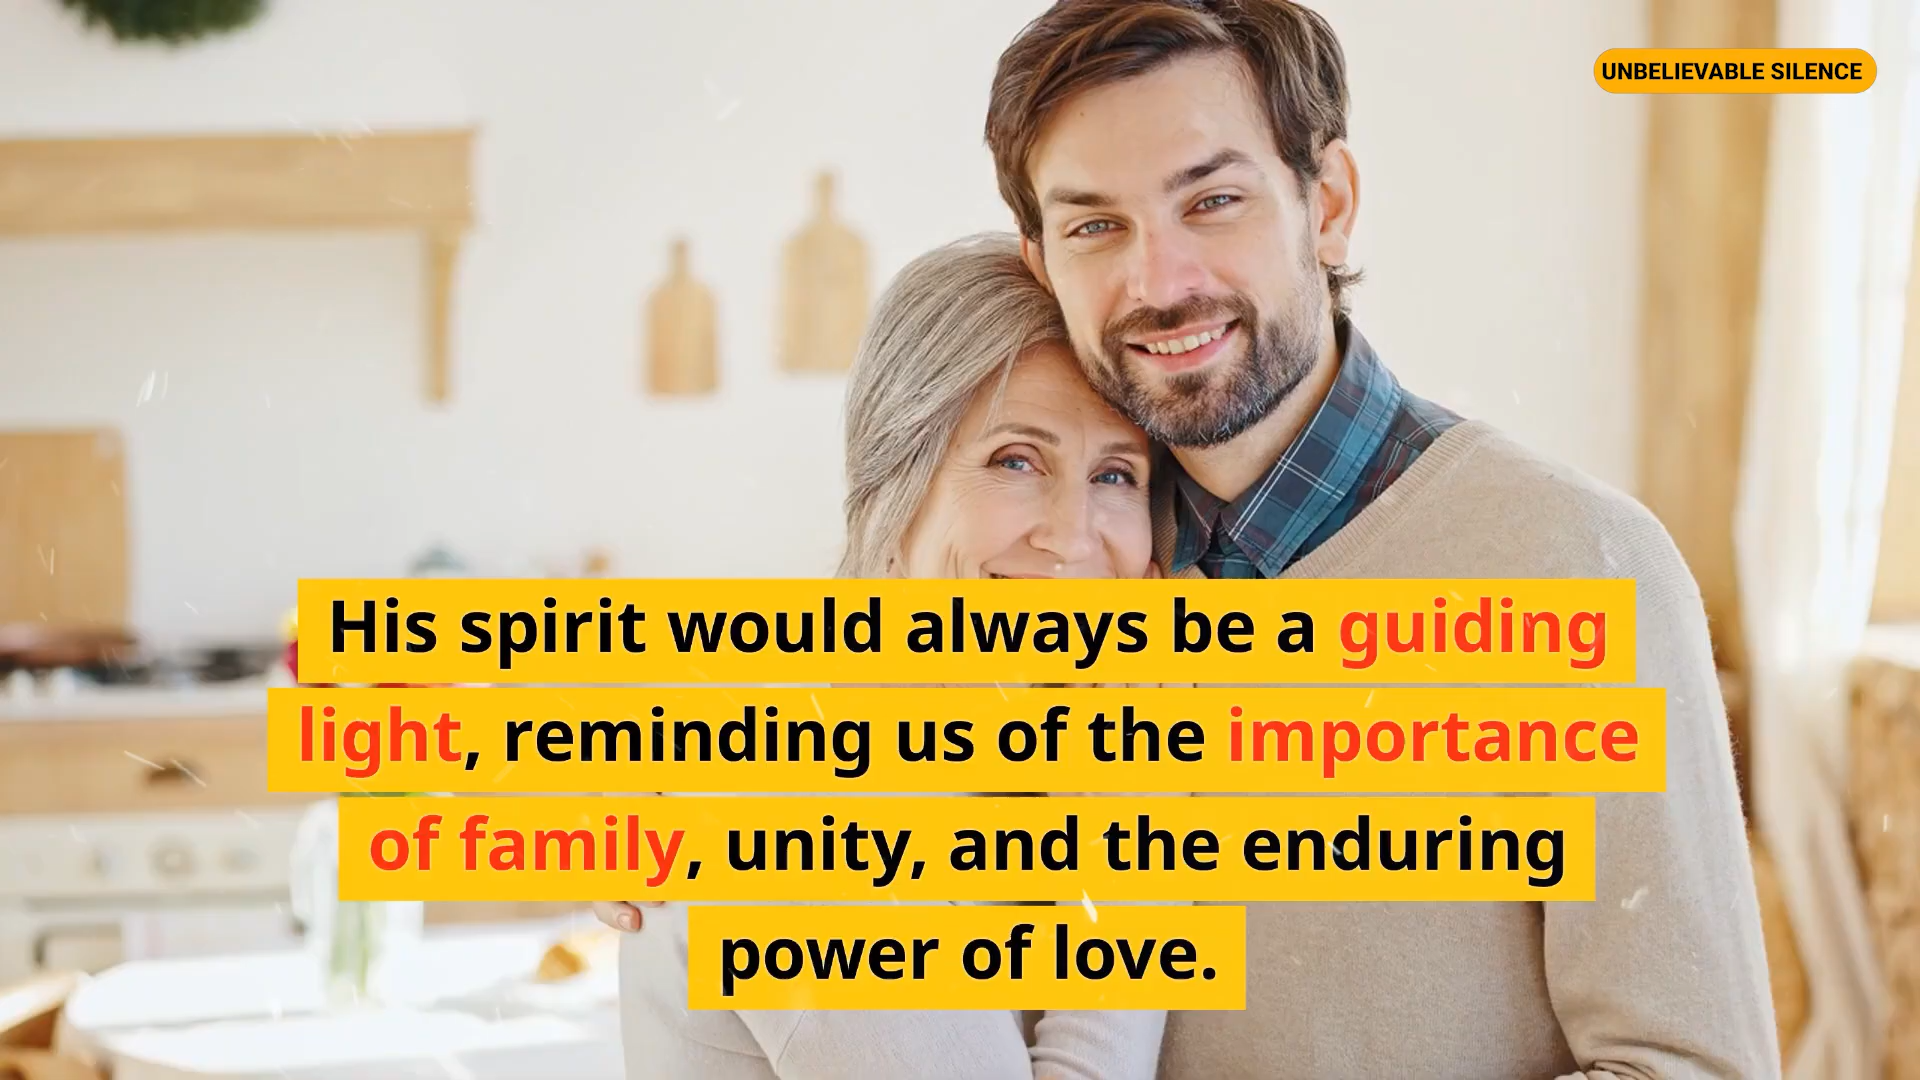 UNBELIEVABLE SILENCE
His spirit would always be a guiding
light, reminding us of the importance
of family, unity, and the enduring
power of love.